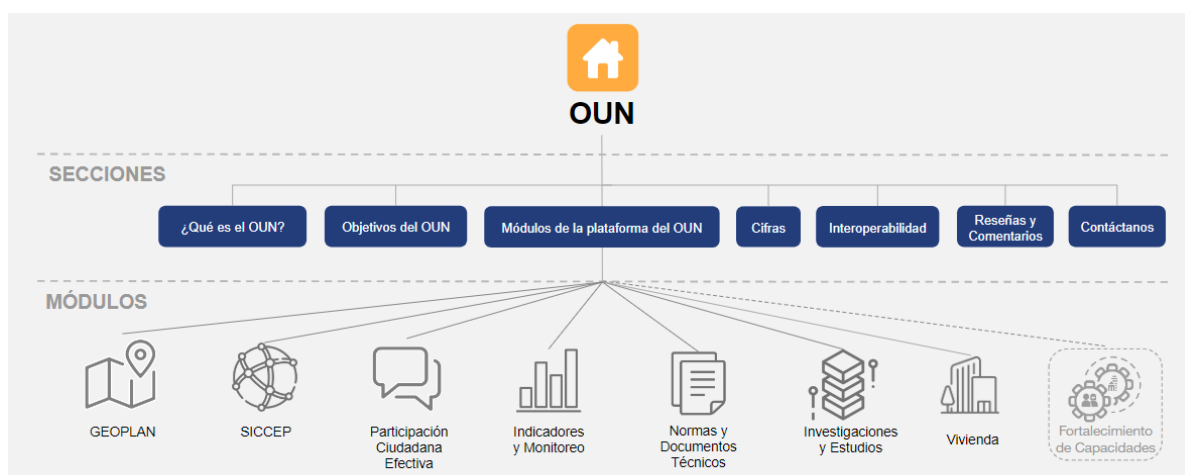 OUN
SECCIONES
¿Qué es el OUN?
Objetivos del OUN
Módulos de la plataforma del OUN
Cifras
Interoperabilidad
Reseñas y
Comentarios
Contáctanos
MÓDULOS
GEOPLAN
SICCEP
Participación
Ciudadana
Efectiva
Indicadores
y Monitoreo
Normas y
Documentos
Técnicos
Investigaciones
y Estudios
Vivienda
Fortalecimiento
de Capacidades